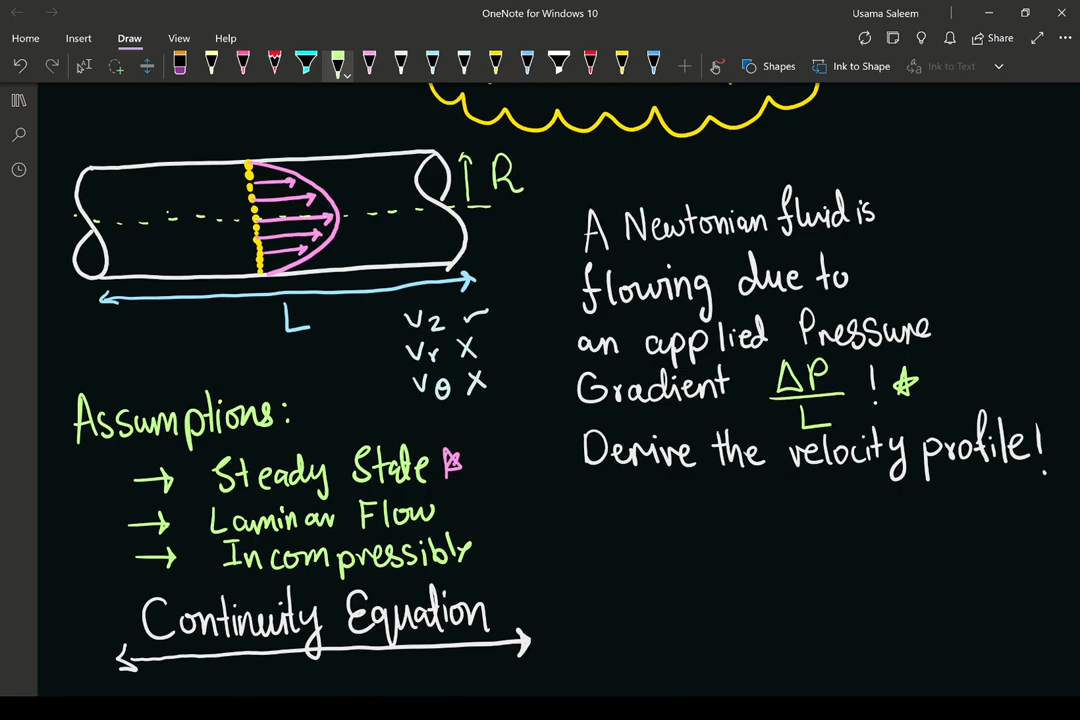 OneNote for Windows 10
Usama Saleem
Home Insert Draw View Help
Share
Shapes
Ink to Shape
Ink to Text
R
L
vz ✓
vr X
vθ X
A Newtonian fluid is
flowing due to
an applied Pressure
Gradient ΔP/L !
Derive the velocity profile!
Assumptions:
→ Steady State
→ Laminar Flow
→ Incompressible
Continuity Equation